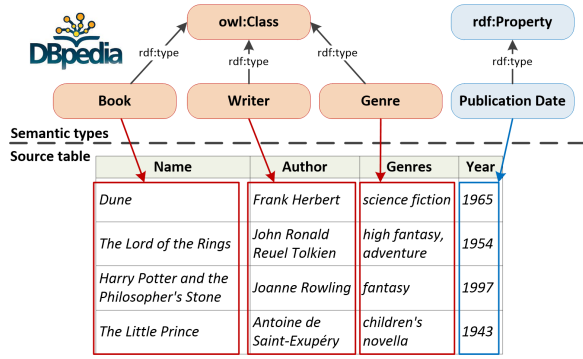 owl:Class
rdf:Property
DBpedia
rdf:type
rdf:type
rdf:type
rdf:type
Book
Writer
Genre
Publication Date
Semantic types
Source table
Name
Author
Genres
Year
Dune
Frank Herbert
science fiction
1965
The Lord of the Rings
John Ronald
Reuel Tolkien
high fantasy,
adventure
1954
Harry Potter and the
Philosopher's Stone
Joanne Rowling
fantasy
1997
The Little Prince
Antoine de
Saint-Exupéry
children's
novella
1943